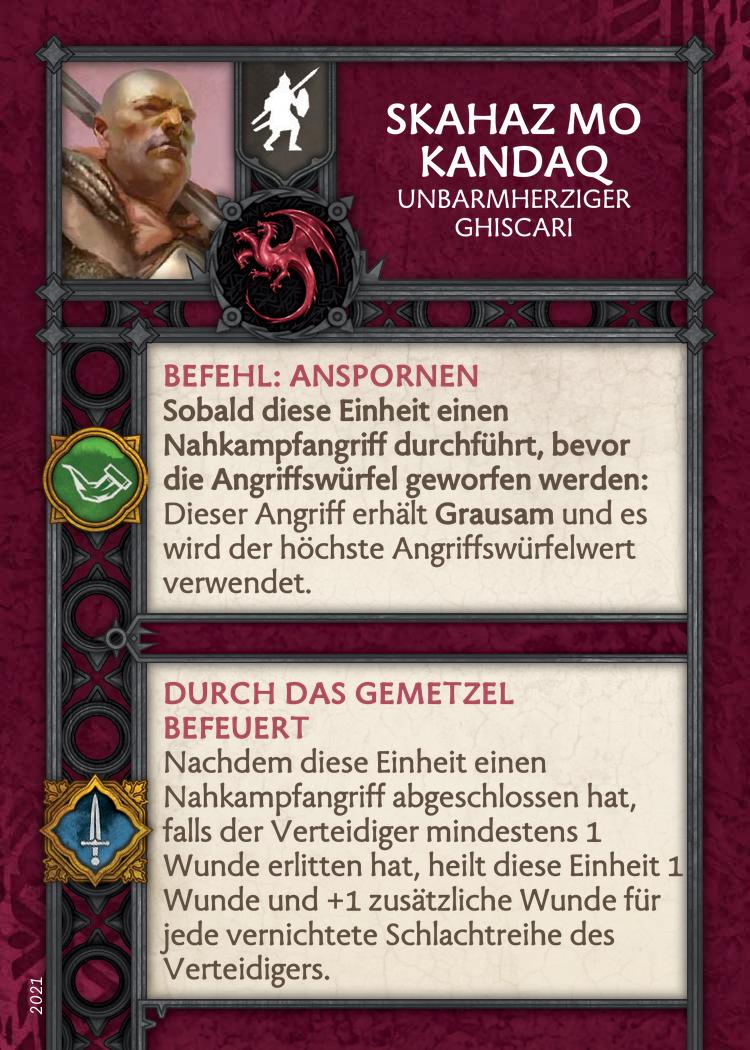 SKAHAZ MO
KANDAQ
UNBARMHERZIGER
GHISCARI
BEFEHL: ANSPORNEN
Sobald diese Einheit einen
Nahkampfangriff durchführt, bevor
die Angriffswürfel geworfen werden:
Dieser Angriff erhält Grausam und es
wird der höchste Angriffswürfelwert
verwendet.
DURCH DAS GEMETZEL
BEFEUERT
Nachdem diese Einheit einen
Nahkampfangriff abgeschlossen hat,
falls der Verteidiger mindestens 1
Wunde erlitten hat, heilt diese Einheit 1
Wunde und +1 zusätzliche Wunde für
jede vernichtete Schlachtreihe des
Verteidigers.
2021